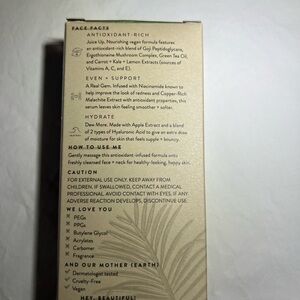 FACE FACTS
ANTIOXIDANT-RICH
Juice Up. Nourishing vegan formula features
an antioxidant-rich blend of Goji Peptidoglycan,
Ergothioneine Mushroom Complex, Green Tea Oil,
and Carrot + Kale + Lemon Extracts (sources of
Vitamins A, C, and E).
EVEN + SUPPORT
A Real Gem. Infused with Niacinamide known to
help improve the look of redness and Copper-Rich
Malachite Extract with antioxidant properties, this
serum leaves skin feeling smoother + softer.
HYDRATE
Dew More. Made with Apple Extract and a blend
of 2 types of Hyaluronic Acid to give an extra dose
of moisture for skin that feels supple + bouncy.
HOW TO USE ME
Gently massage this antioxidant-infused formula onto
freshly cleansed face + neck for healthy-looking, happy skin.
CAUTION
FOR EXTERNAL USE ONLY. KEEP AWAY FROM
CHILDREN. IF SWALLOWED, CONTACT A MEDICAL
PROFESSIONAL. AVOID CONTACT WITH EYES. IF ANY
ADVERSE REACTION DEVELOPS, DISCONTINUE USE.
WE LOVE YOU
PEGs
PPGs
Butylene Glycol
Acrylates
Carbomer
Fragrance
AND OUR MOTHER (EARTH)
Dermatologist tested
Cruelty-Free
Vegan
HEY, BEAUTIFUL!